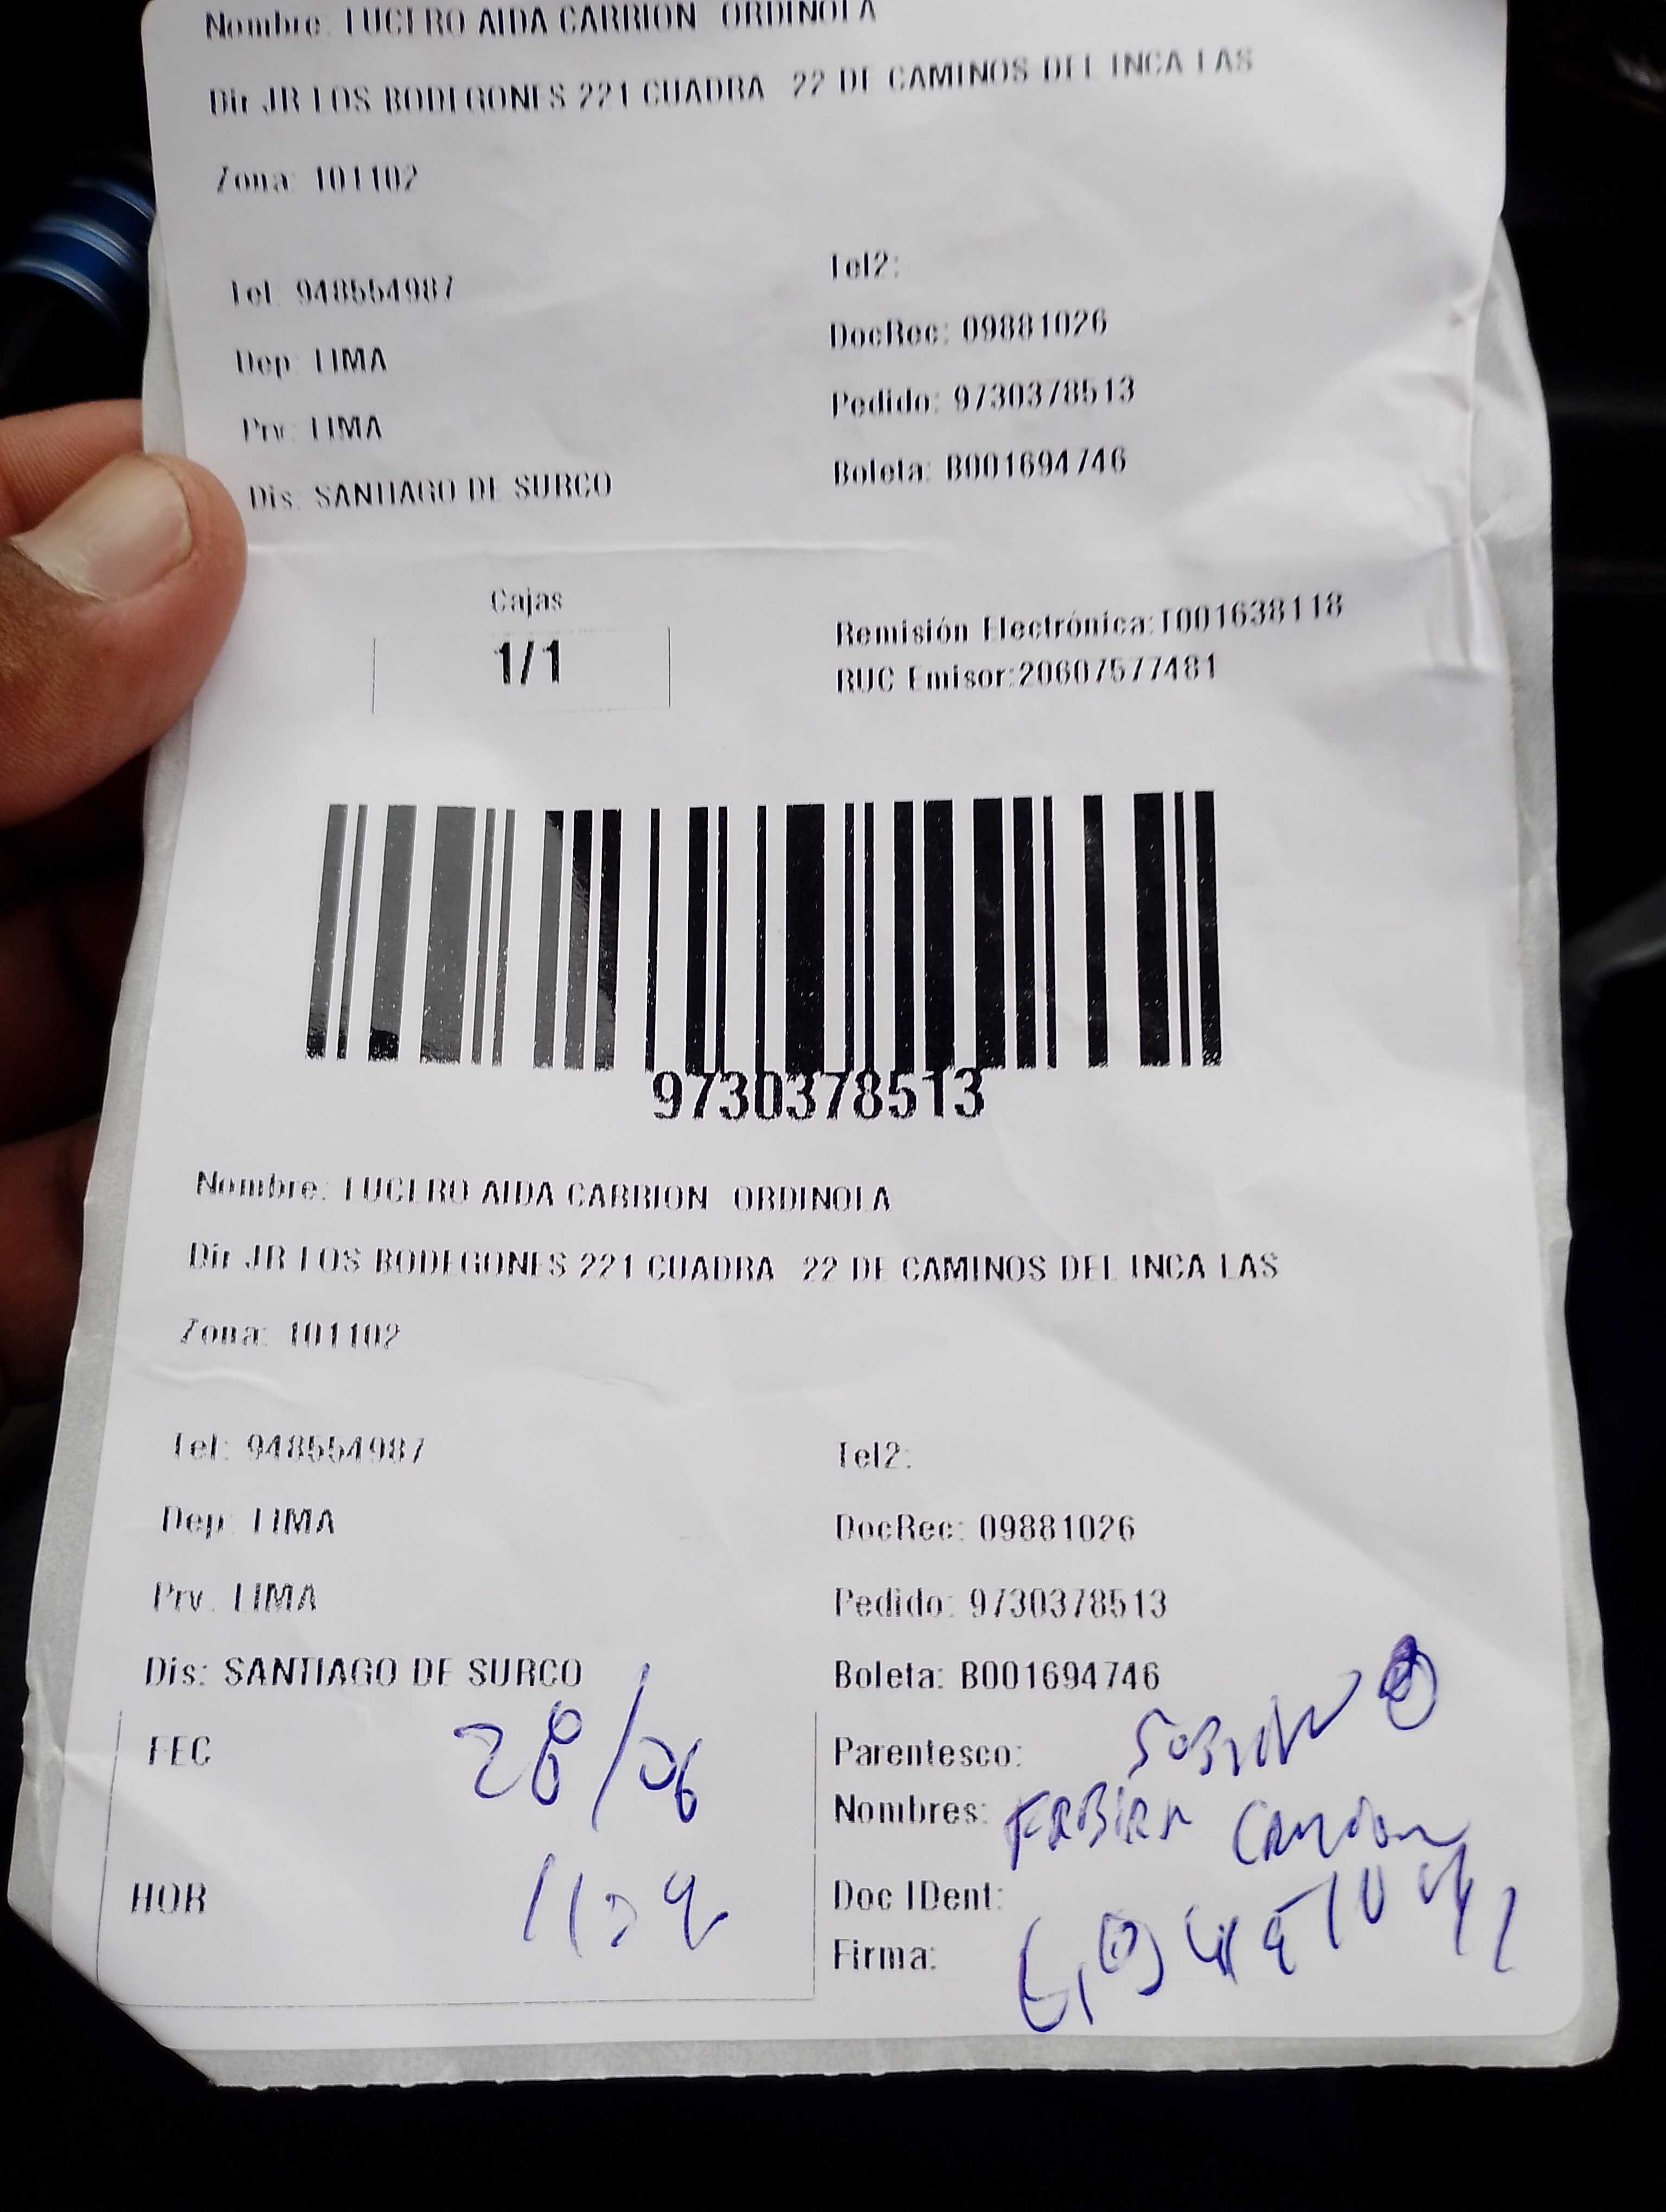 Nombre: LUCERO AIDA CARRION ORDINOLA
Dir JR LOS BODEGONES 221 CUADRA 22 DE CAMINOS DEL INCA LAS
Zona: 101102
Tel: 948554987
Tel2:
DocRec: 09881026
Dep: LIMA
Pedido: 9730378513
Prv: LIMA
Boleta: B001694746
Dis: SANTIAGO DE SURCO
Cajas
1/1
Remisión Electrónica:T001638118
RUC Emisor:20607577481
9730378513
Nombre: LUCERO AIDA CARRION ORDINOLA
Dir JR LOS BODEGONES 221 CUADRA 22 DE CAMINOS DEL INCA LAS
Zona: 101102
Tel: 948554987
Tel2:
Dep: LIMA
DocRec: 09881026
Prv: LIMA
Pedido: 9730378513
Dis: SANTIAGO DE SURCO
Boleta: B001694746
FEC 28/06
Parentesco:
Nombres: FABIAN
HOR
Doc IDent:
Firma: